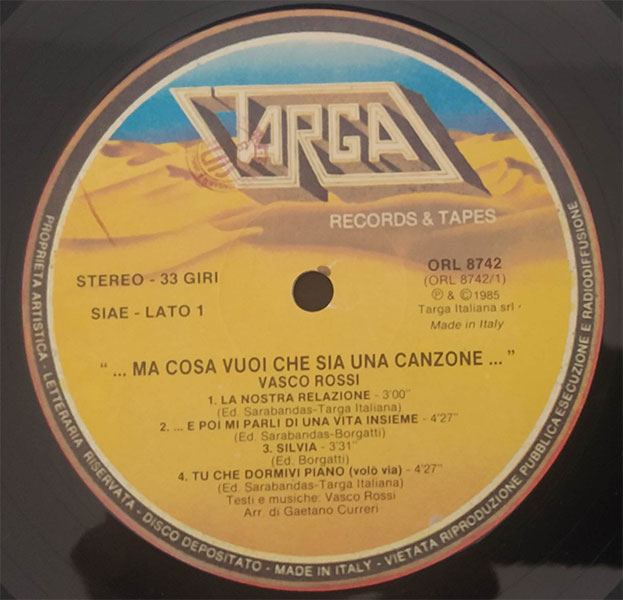 TARGA
RECORDS & TAPES
STEREO - 33 GIRI
SIAE - LATO 1
ORL 8742
(ORL 8742/1)
Ⓟ & © 1985
Targa Italiana srl -
Made in Italy
" ... MA COSA VUOI CHE SIA UNA CANZONE ... "
VASCO ROSSI
1. LA NOSTRA RELAZIONE - 3'00"
(Ed. Sarabandas-Targa Italiana)
2. ... E POI MI PARLI DI UNA VITA INSIEME - 4'27"
(Ed. Sarabandas-Borgatti)
3. SILVIA - 3'31"
(Ed. Borgatti)
4. TU CHE DORMIVI PIANO (volò via) - 4'27"
(Ed. Sarabandas-Targa Italiana)
Testi e musiche: Vasco Rossi
Arr. di Gaetano Curreri
PROPRIETA ARTISTICA - LETTERARIA RISERVATA - DISCO DEPOSITATO - MADE IN ITALY - VIETATA RIPRODUZIONE PUBBLICA ESECUZIONE E RADIODIFFUSIONE